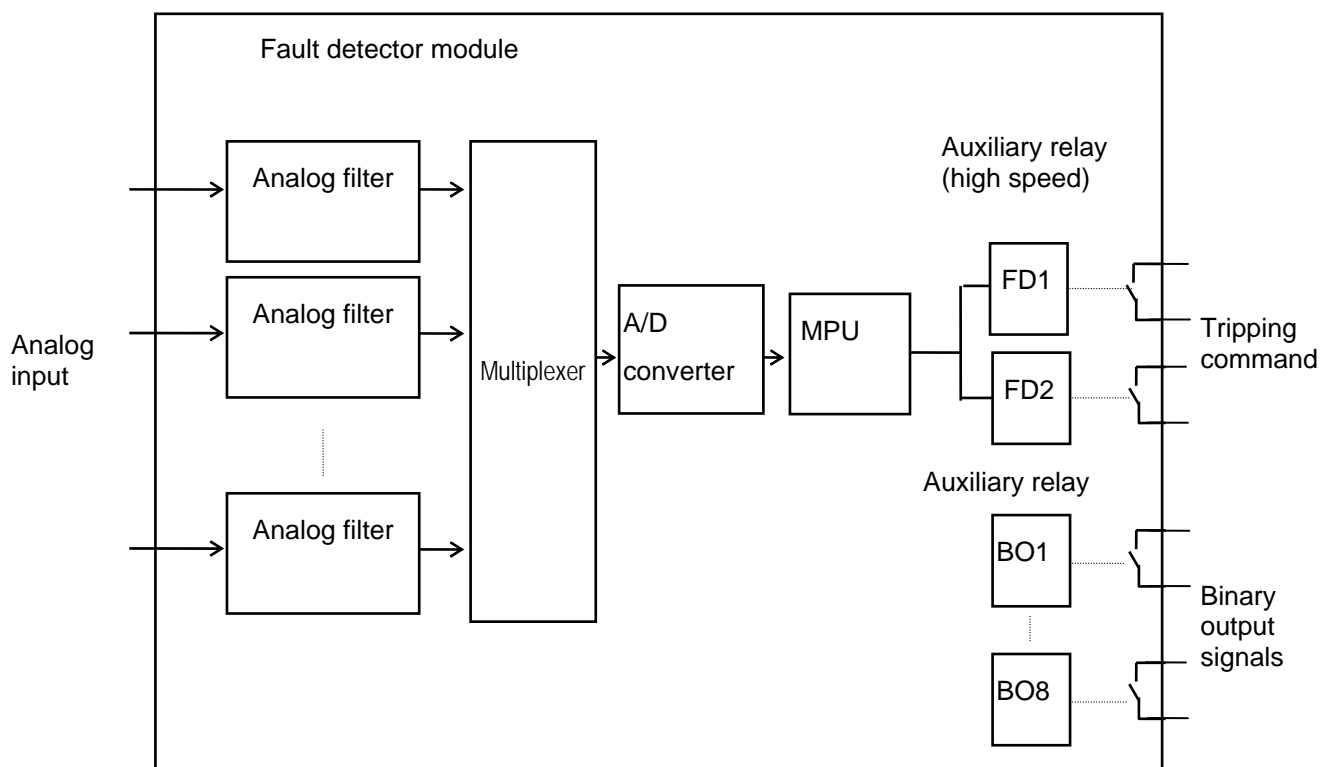 Fault detector module
Analog
input
Analog filter
Analog filter
Analog filter
Multiplexer
A/D
converter
MPU
Auxiliary relay
(high speed)
FD1
FD2
Tripping
command
Auxiliary relay
BO1
BO8
Binary
output
signals